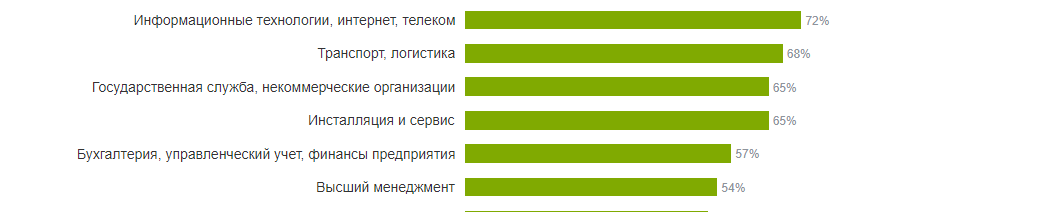 Информационные технологии, интернет, телеком 72%
Транспорт, логистика 68%
Государственная служба, некоммерческие организации 65%
Инсталляция и сервис 65%
Бухгалтерия, управленческий учет, финансы предприятия 57%
Высший менеджмент 54%